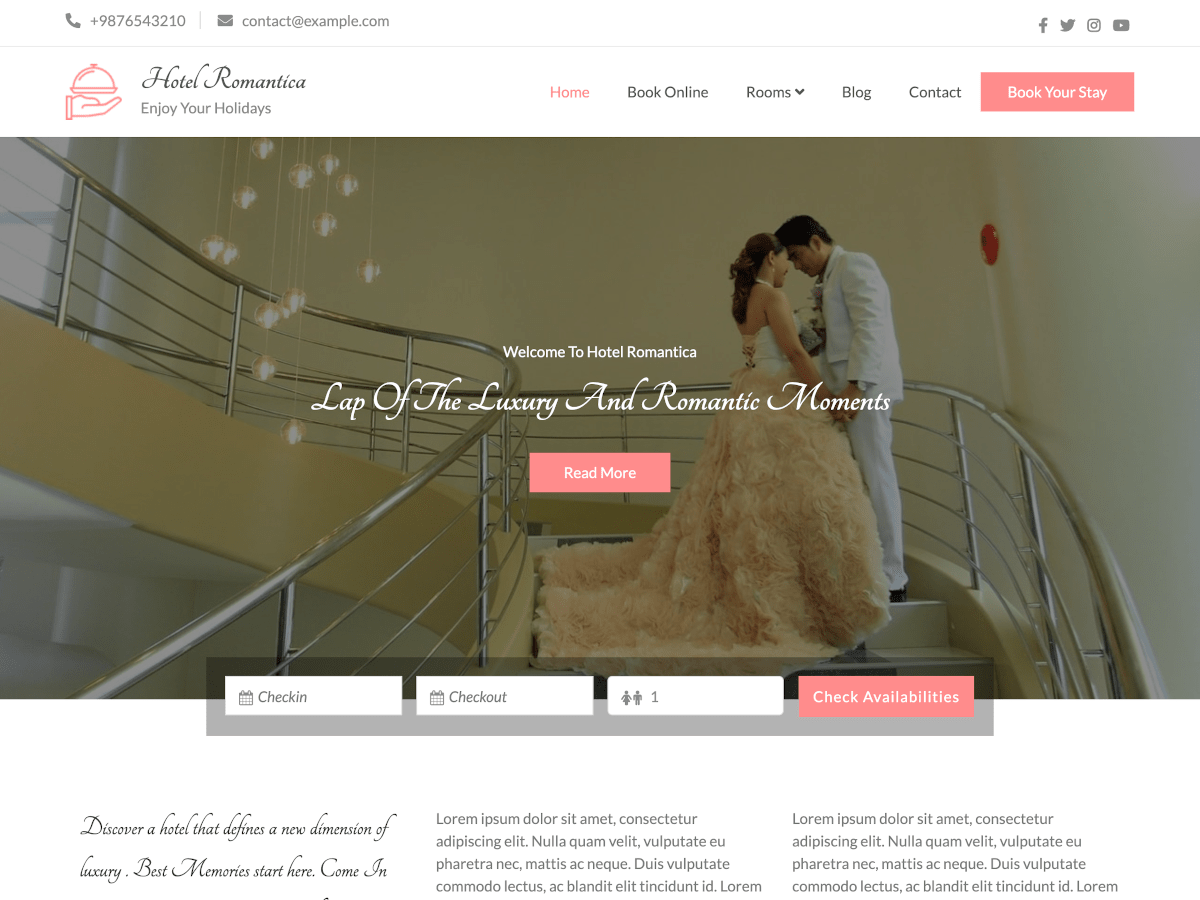 +9876543210 contact@example.com
Hotel Romantica
Enjoy Your Holidays
Home Book Online Rooms Blog Contact Book Your Stay
Welcome To Hotel Romantica
Lap Of The Luxury And Romantic Moments
Read More
Checkin Checkout 1 Check Availabilities
Discover a hotel that defines a new dimension of
luxury . Best Memories start here. Come In
Lorem ipsum dolor sit amet, consectetur
adipiscing elit. Nulla quam velit, vulputate eu
pharetra nec, mattis ac neque. Duis vulputate
commodo lectus, ac blandit elit tincidunt id. Lorem
Lorem ipsum dolor sit amet, consectetur
adipiscing elit. Nulla quam velit, vulputate eu
pharetra nec, mattis ac neque. Duis vulputate
commodo lectus, ac blandit elit tincidunt id. Lorem